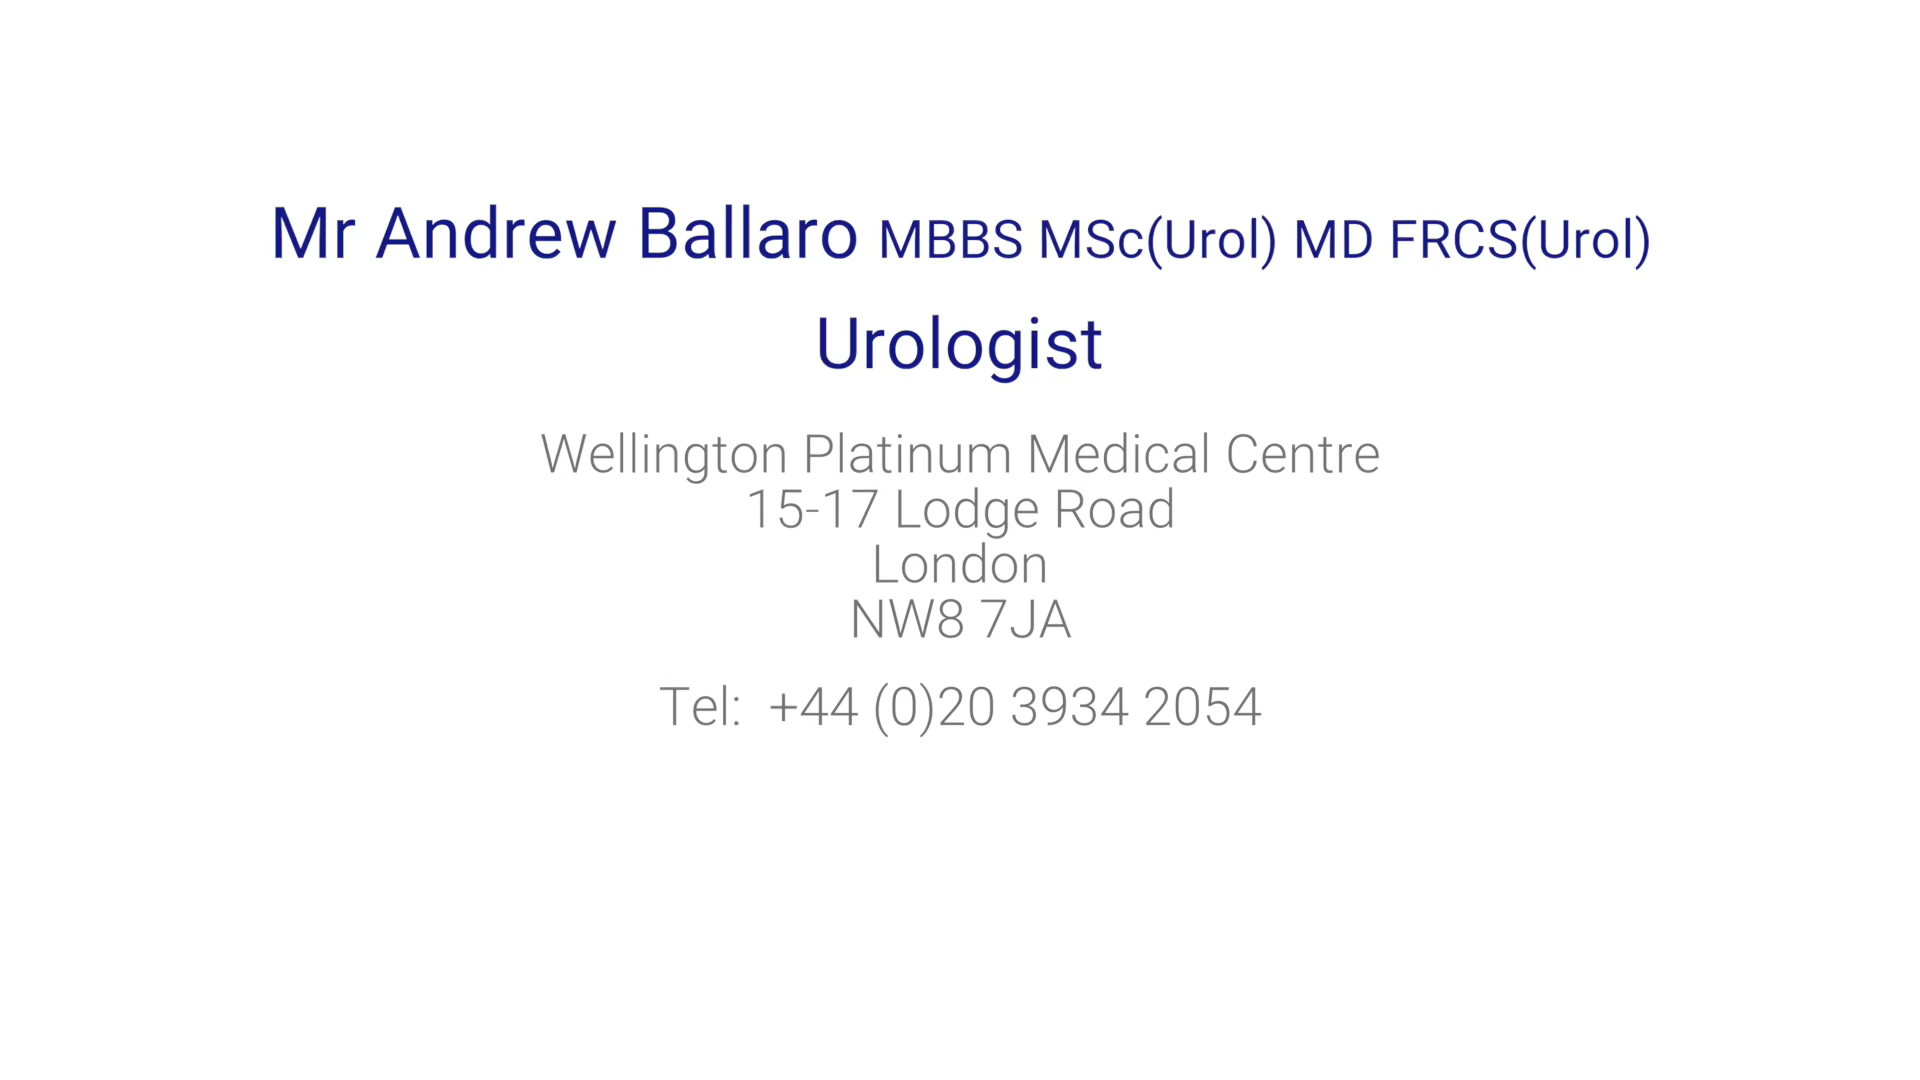 Mr Andrew Ballaro MBBS MSc(Urol) MD FRCS(Urol)
Urologist
Wellington Platinum Medical Centre
15-17 Lodge Road
London
NW8 7JA
Tel:  +44 (0)20 3934 2054